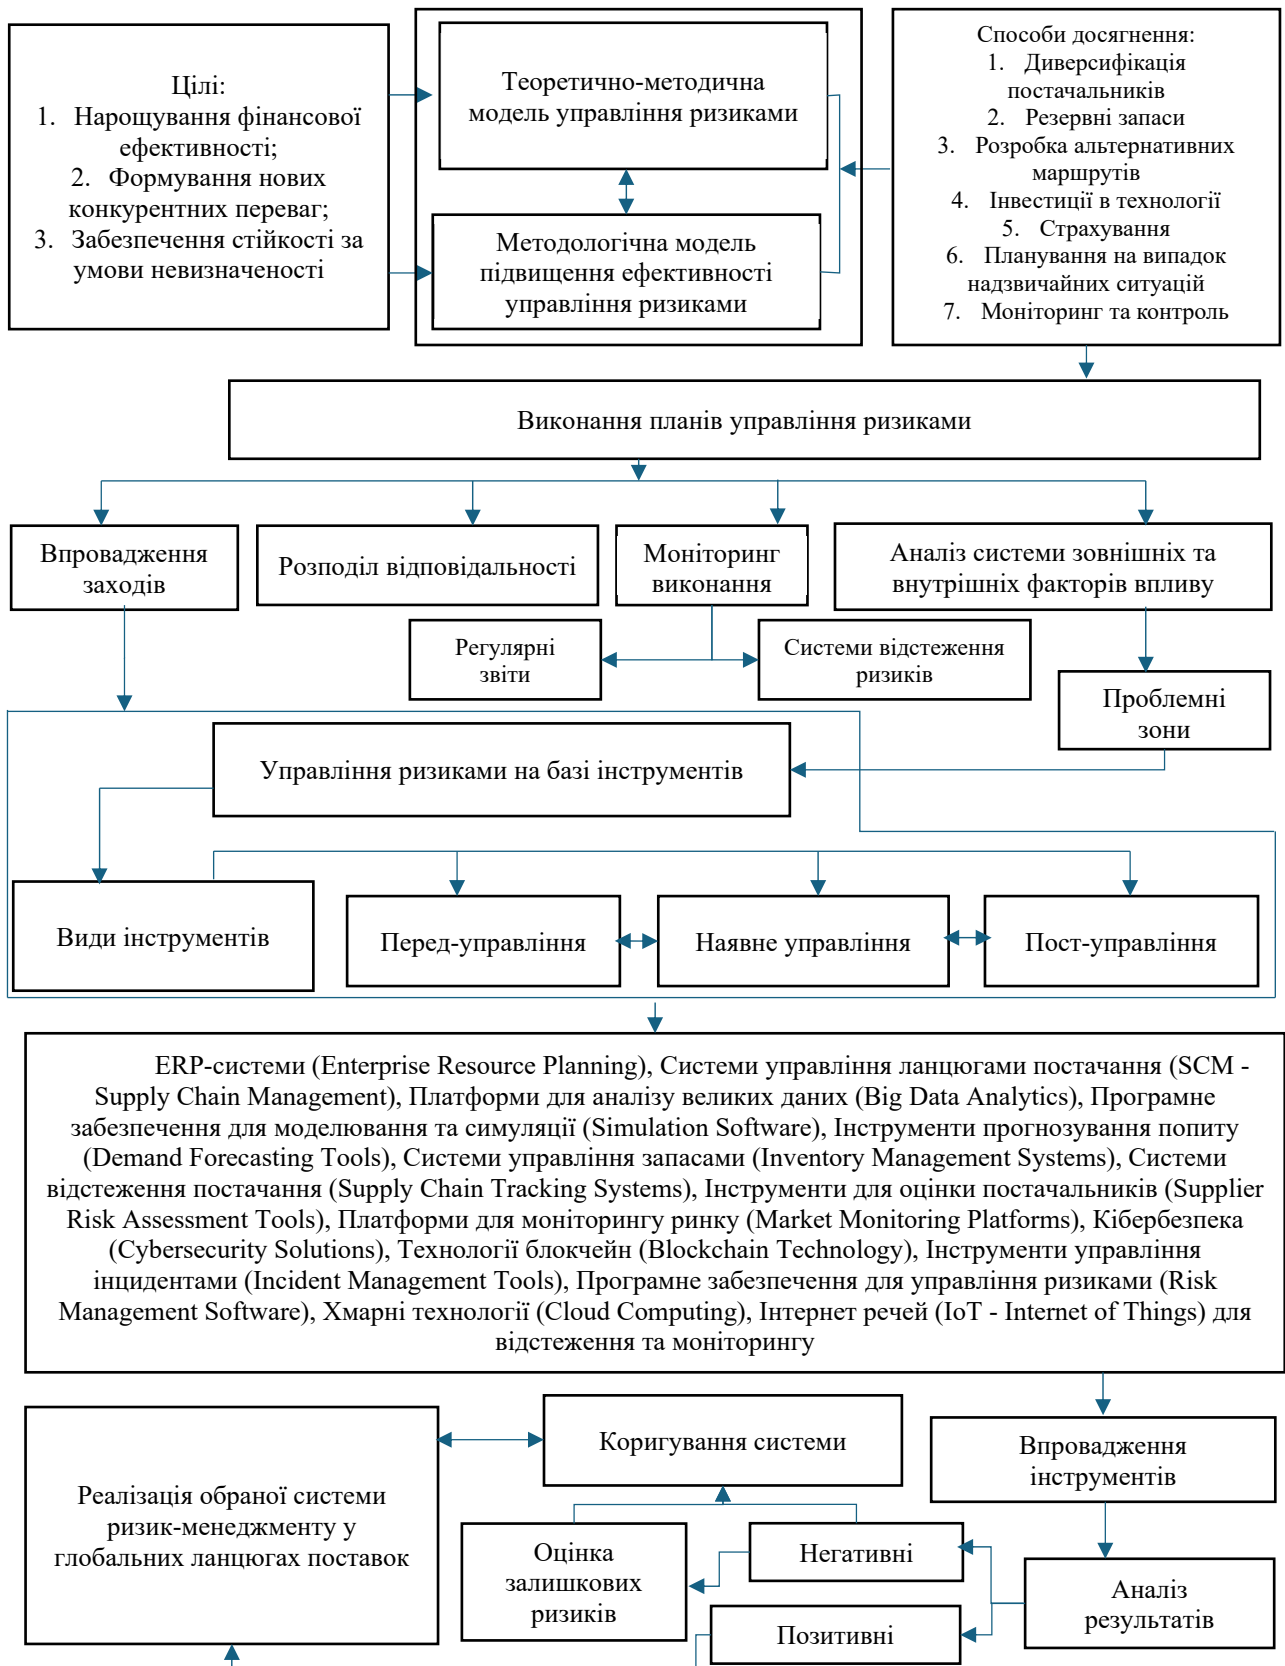 Цілі:
1. Нарощування фінансової
ефективності;
2. Формування нових
конкурентних переваг;
3. Забезпечення стійкості за
умови невизначеності
Теоретично-методична
модель управління ризиками
Методологічна модель
підвищення ефективності
управління ризиками
Способи досягнення:
1. Диверсифікація
постачальників
2. Резервні запаси
3. Розробка альтернативних
маршрутів
4. Інвестиції в технології
5. Страхування
6. Планування на випадок
надзвичайних ситуацій
7. Моніторинг та контроль
Виконання планів управління ризиками
Впровадження
заходів
Розподіл відповідальності
Моніторинг
виконання
Аналіз системи зовнішніх та
внутрішніх факторів впливу
Регулярні
звіти
Системи відстеження
ризиків
Проблемні
зони
Управління ризиками на базі інструментів
Види інструментів
Перед-управління
Наявне управління
Пост-управління
ERP-системи (Enterprise Resource Planning), Системи управління ланцюгами постачання (SCM -
Supply Chain Management), Платформи для аналізу великих даних (Big Data Analytics), Програмне
забезпечення для моделювання та симуляції (Simulation Software), Інструменти прогнозування попиту
(Demand Forecasting Tools), Системи управління запасами (Inventory Management Systems), Системи
відстеження постачання (Supply Chain Tracking Systems), Інструменти для оцінки постачальників (Supplier
Risk Assessment Tools), Платформи для моніторингу ринку (Market Monitoring Platforms), Кібербезпека
(Cybersecurity Solutions), Технології блокчейн (Blockchain Technology), Інструменти управління
інцидентами (Incident Management Tools), Програмне забезпечення для управління ризиками (Risk
Management Software), Хмарні технології (Cloud Computing), Інтернет речей (IoT - Internet of Things) для
відстеження та моніторингу
Реалізація обраної системи
ризик-менеджменту у
глобальних ланцюгах поставок
Коригування системи
Впровадження
інструментів
Оцінка
залишкових
ризиків
Негативні
Позитивні
Аналіз
результатів